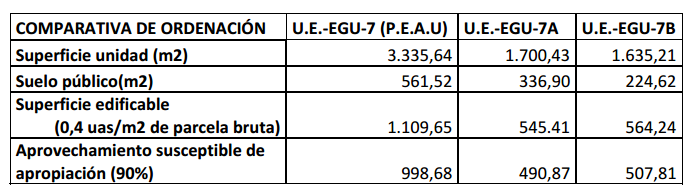 COMPARATIVA DE ORDENACIÓN U.E.-EGU-7 (P.E.A.U) U.E.-EGU-7A U.E.-EGU-7B
Superficie unidad (m2) 3.335,64 1.700,43 1.635,21
Suelo público(m2) 561,52 336,90 224,62
Superficie edificable
(0,4 uas/m2 de parcela bruta) 1.109,65 545.41 564,24
Aprovechamiento susceptible de
apropiación (90%) 998,68 490,87 507,81